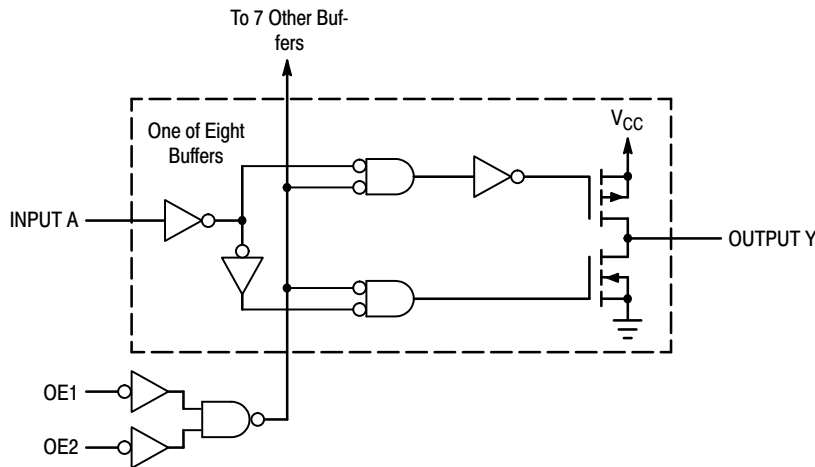 To 7 Other Buf-
fers
One of Eight
Buffers
VCC
INPUT A
OUTPUT Y
OE1
OE2